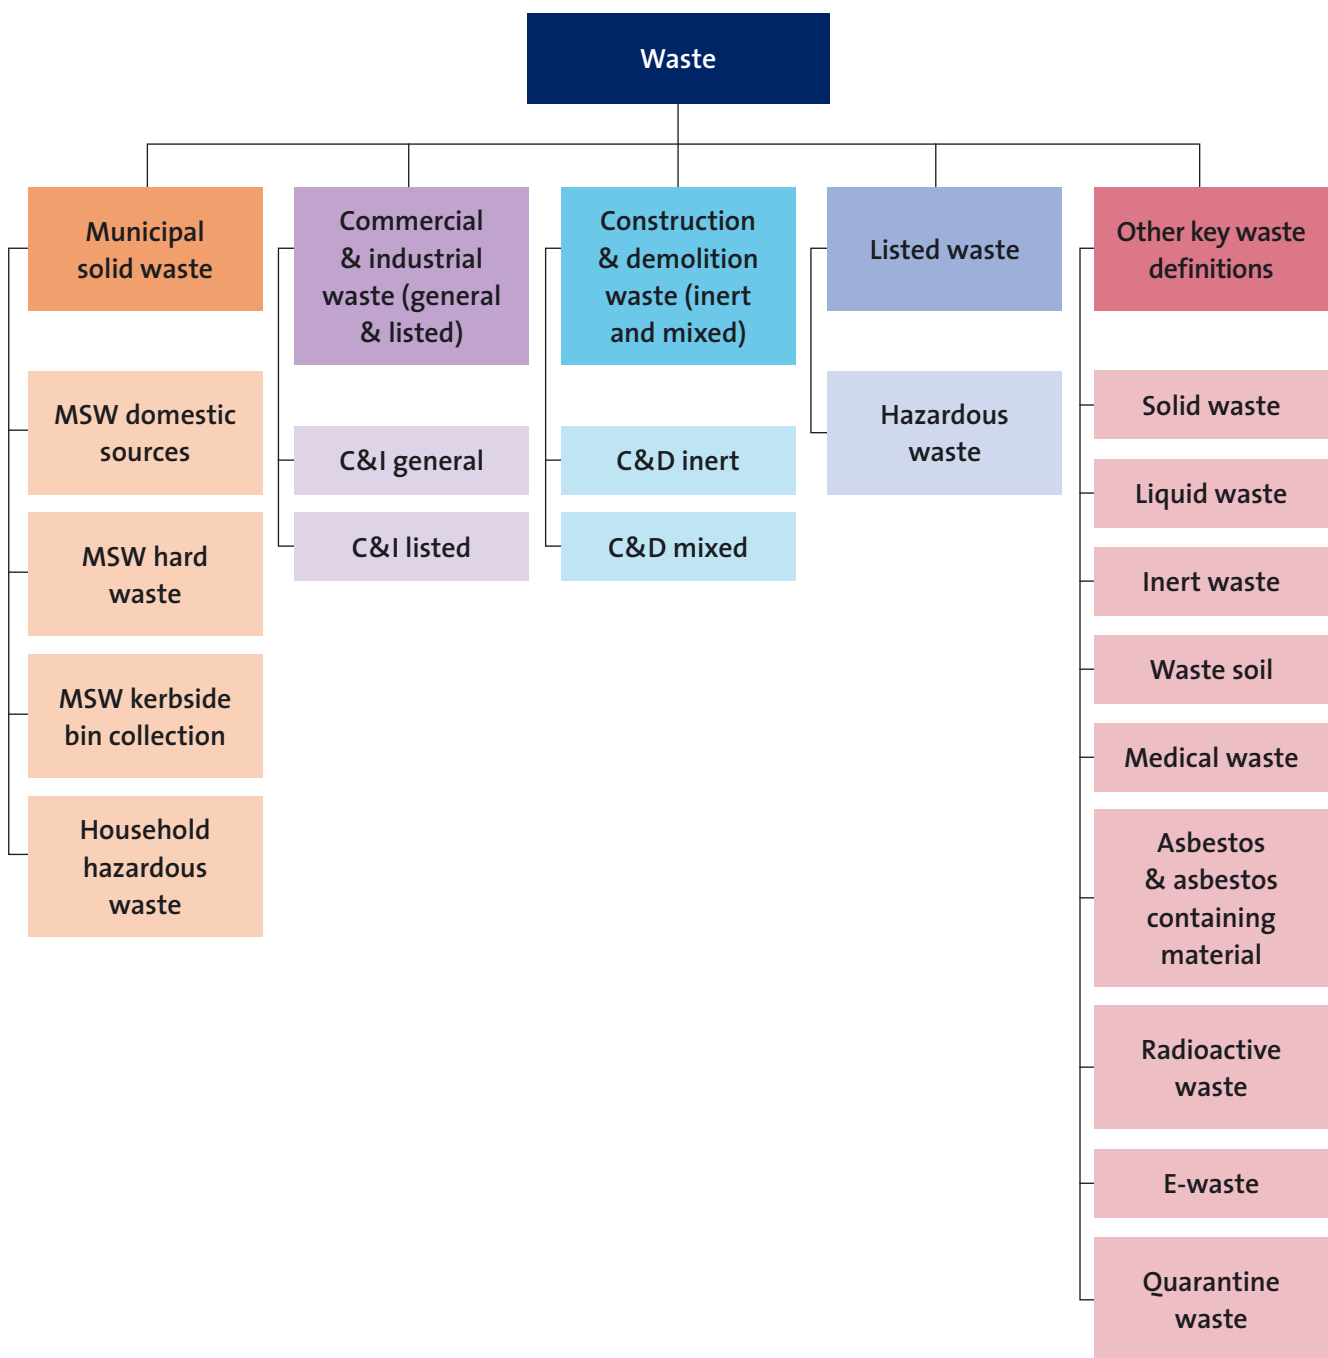 Waste
Municipal
solid waste
MSW domestic
sources
MSW hard
waste
MSW kerbside
bin collection
Household
hazardous
waste
Commercial
& industrial
waste (general
& listed)
C&I general
C&I listed
Construction
& demolition
waste (inert
and mixed)
C&D inert
C&D mixed
Listed waste
Hazardous
waste
Other key waste
definitions
Solid waste
Liquid waste
Inert waste
Waste soil
Medical waste
Asbestos
& asbestos
containing
material
Radioactive
waste
E-waste
Quarantine
waste